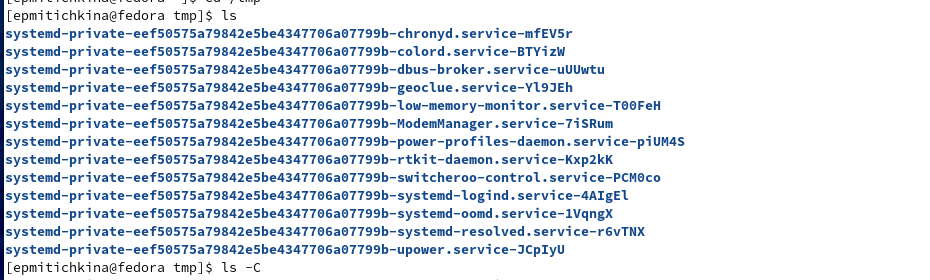 [epmitichkina@fedora ~]$ cd /tmp
[epmitichkina@fedora tmp]$ ls
systemd-private-eef50575a79842e5be4347706a07799b-chronyd.service-mfEV5r
systemd-private-eef50575a79842e5be4347706a07799b-colord.service-BTYizW
systemd-private-eef50575a79842e5be4347706a07799b-dbus-broker.service-uUUwtu
systemd-private-eef50575a79842e5be4347706a07799b-geoclue.service-Yl9JEh
systemd-private-eef50575a79842e5be4347706a07799b-low-memory-monitor.service-T00FeH
systemd-private-eef50575a79842e5be4347706a07799b-ModemManager.service-7iSRum
systemd-private-eef50575a79842e5be4347706a07799b-power-profiles-daemon.service-piUM4S
systemd-private-eef50575a79842e5be4347706a07799b-rtkit-daemon.service-Kxp2kK
systemd-private-eef50575a79842e5be4347706a07799b-switcheroo-control.service-PCM0co
systemd-private-eef50575a79842e5be4347706a07799b-systemd-logind.service-4AIgEl
systemd-private-eef50575a79842e5be4347706a07799b-systemd-oomd.service-1VqngX
systemd-private-eef50575a79842e5be4347706a07799b-systemd-resolved.service-r6vTNX
systemd-private-eef50575a79842e5be4347706a07799b-upower.service-JCpIyU
[epmitichkina@fedora tmp]$ ls -C